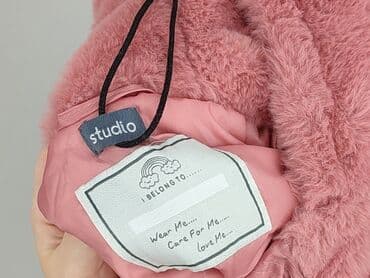 studio
I BELONG TO......
Wear Me....
Care For Me....
Love Me...